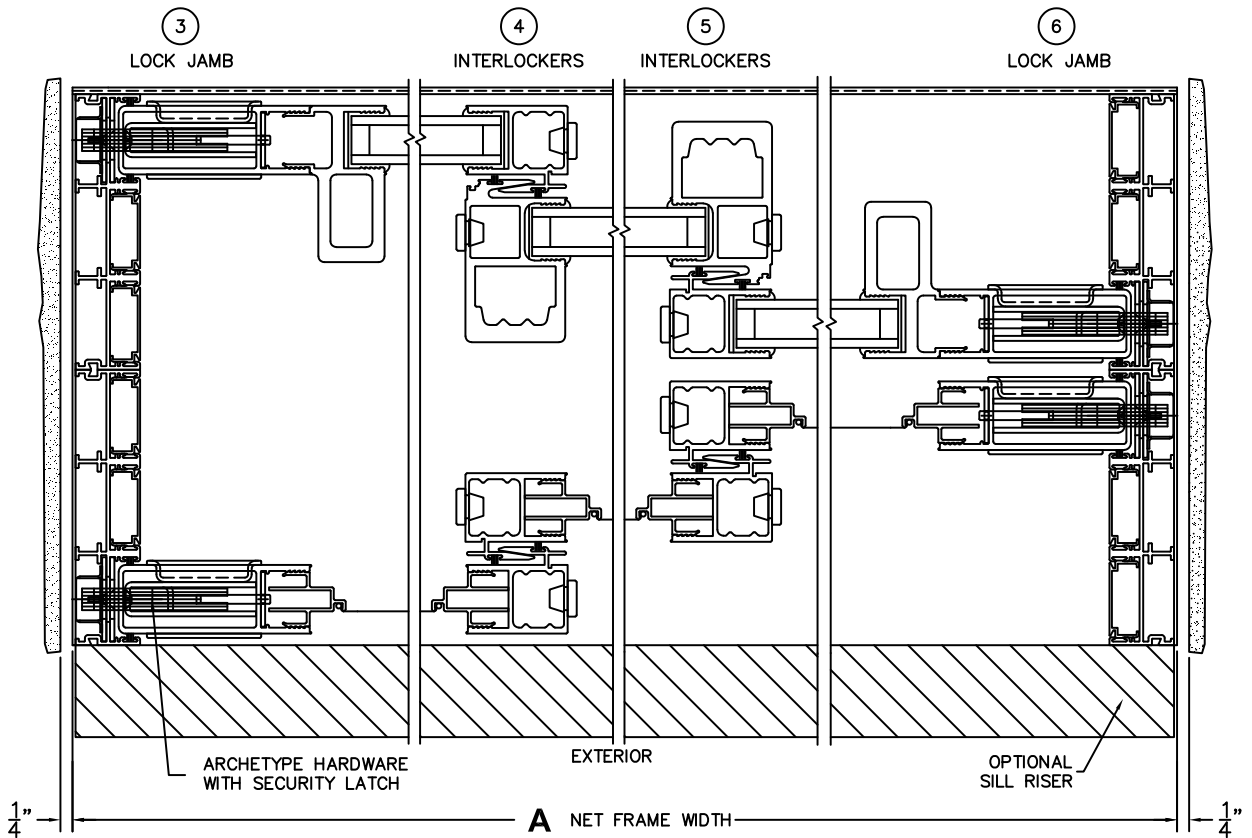 3 4 5 6
LOCK JAMB INTERLOCKERS INTERLOCKERS LOCK JAMB
ARCHETYPE HARDWARE
WITH SECURITY LATCH
EXTERIOR
OPTIONAL
SILL RISER
1/4" A NET FRAME WIDTH 1/4"